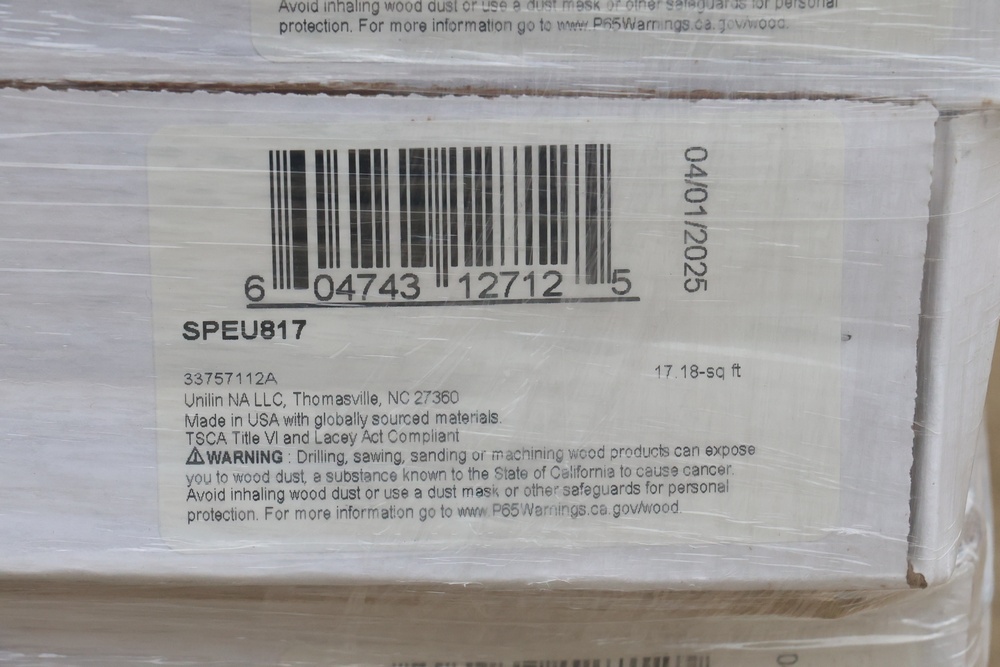 Avoid inhaling wood dust or use a dust mask or other safeguards for personal
protection. For more information go to www.P65Warnings.ca.gov/wood.
04/01/2025
6 04743 12712 5
SPEU817
33757112A
17.18-sq ft
Unilin NA LLC, Thomasville, NC 27360
Made in USA with globally sourced materials.
TSCA Title VI and Lacey Act Compliant
⚠WARNING : Drilling, sawing, sanding or machining wood products can expose
you to wood dust, a substance known to the State of California to cause cancer.
Avoid inhaling wood dust or use a dust mask or other safeguards for personal
protection. For more information go to www.P65Warnings.ca.gov/wood.
0